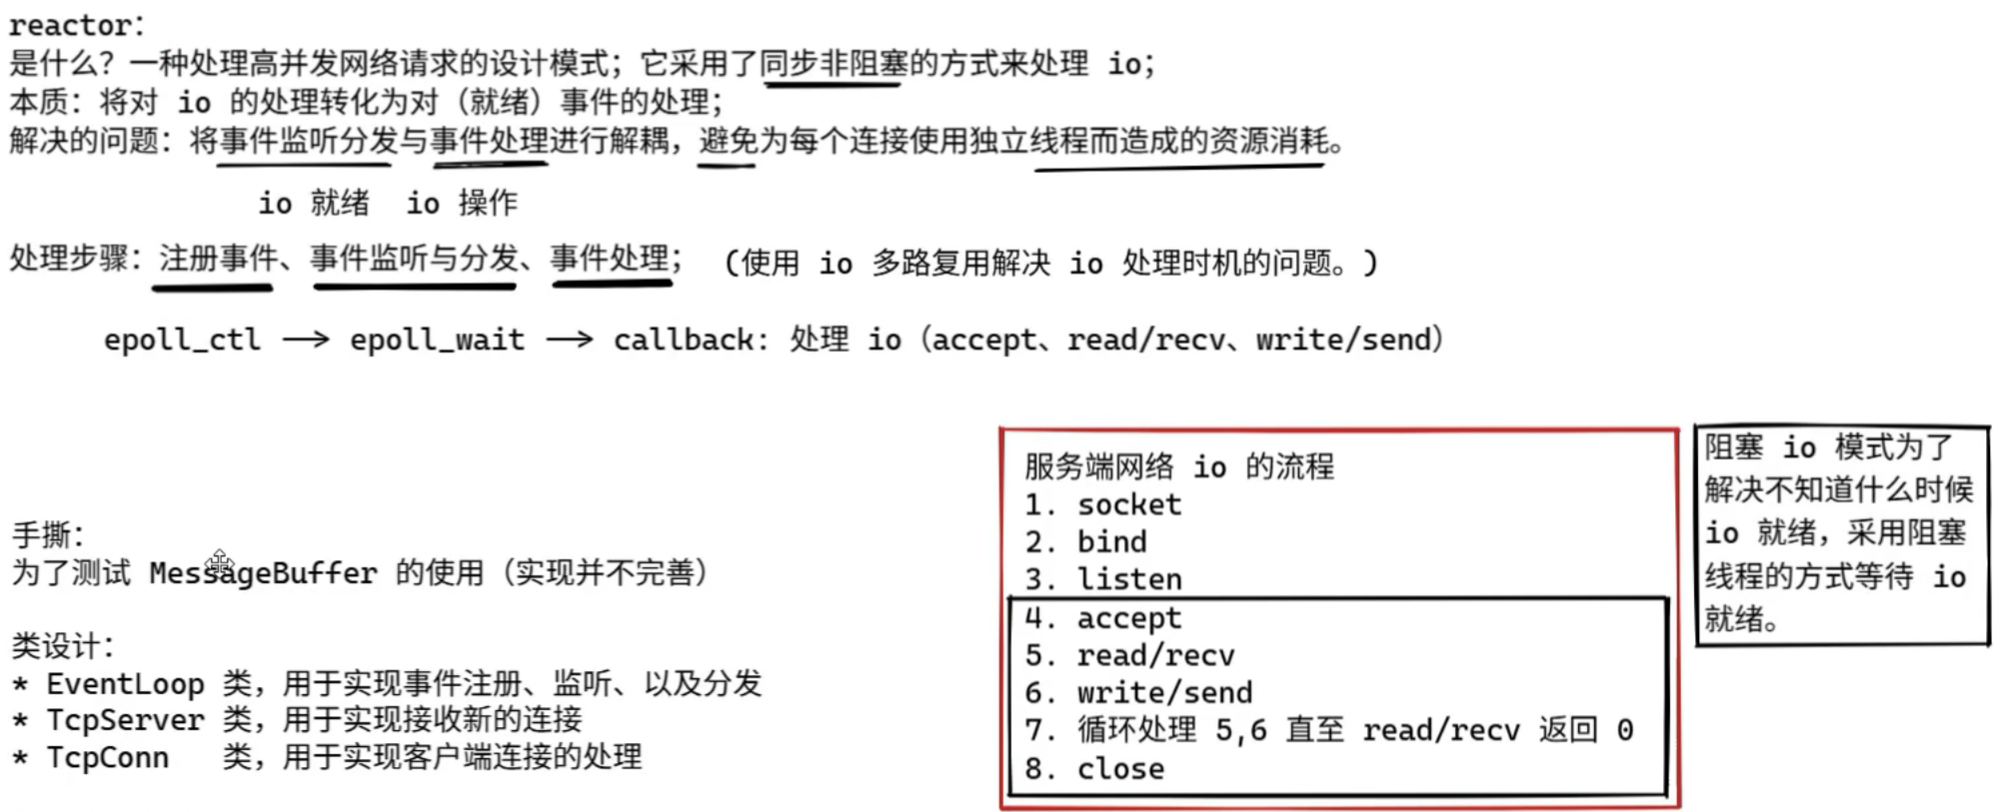 reactor：
是什么？一种处理高并发网络请求的设计模式；它采用了同步非阻塞的方式来处理 io；
本质：将对 io 的处理转化为对（就绪）事件的处理；
解决的问题：将事件监听分发与事件处理进行解耦，避免为每个连接使用独立线程而造成的资源消耗。
io 就绪 io 操作
处理步骤：注册事件、事件监听与分发、事件处理； (使用 io 多路复用解决 io 处理时机的问题。)
epoll_ctl → epoll_wait → callback: 处理 io（accept、read/recv、write/send）
手撕：
为了测试 MessageBuffer 的使用（实现并不完善）
类设计：
* EventLoop 类，用于实现事件注册、监听、以及分发
* TcpServer 类，用于实现接收新的连接
* TcpConn 类，用于实现客户端连接的处理
服务端网络 io 的流程
1. socket
2. bind
3. listen
4. accept
5. read/recv
6. write/send
7. 循环处理 5,6 直至 read/recv 返回 0
8. close
阻塞 io 模式为了
解决不知道什么时候
io 就绪，采用阻塞
线程的方式等待 io
就绪。